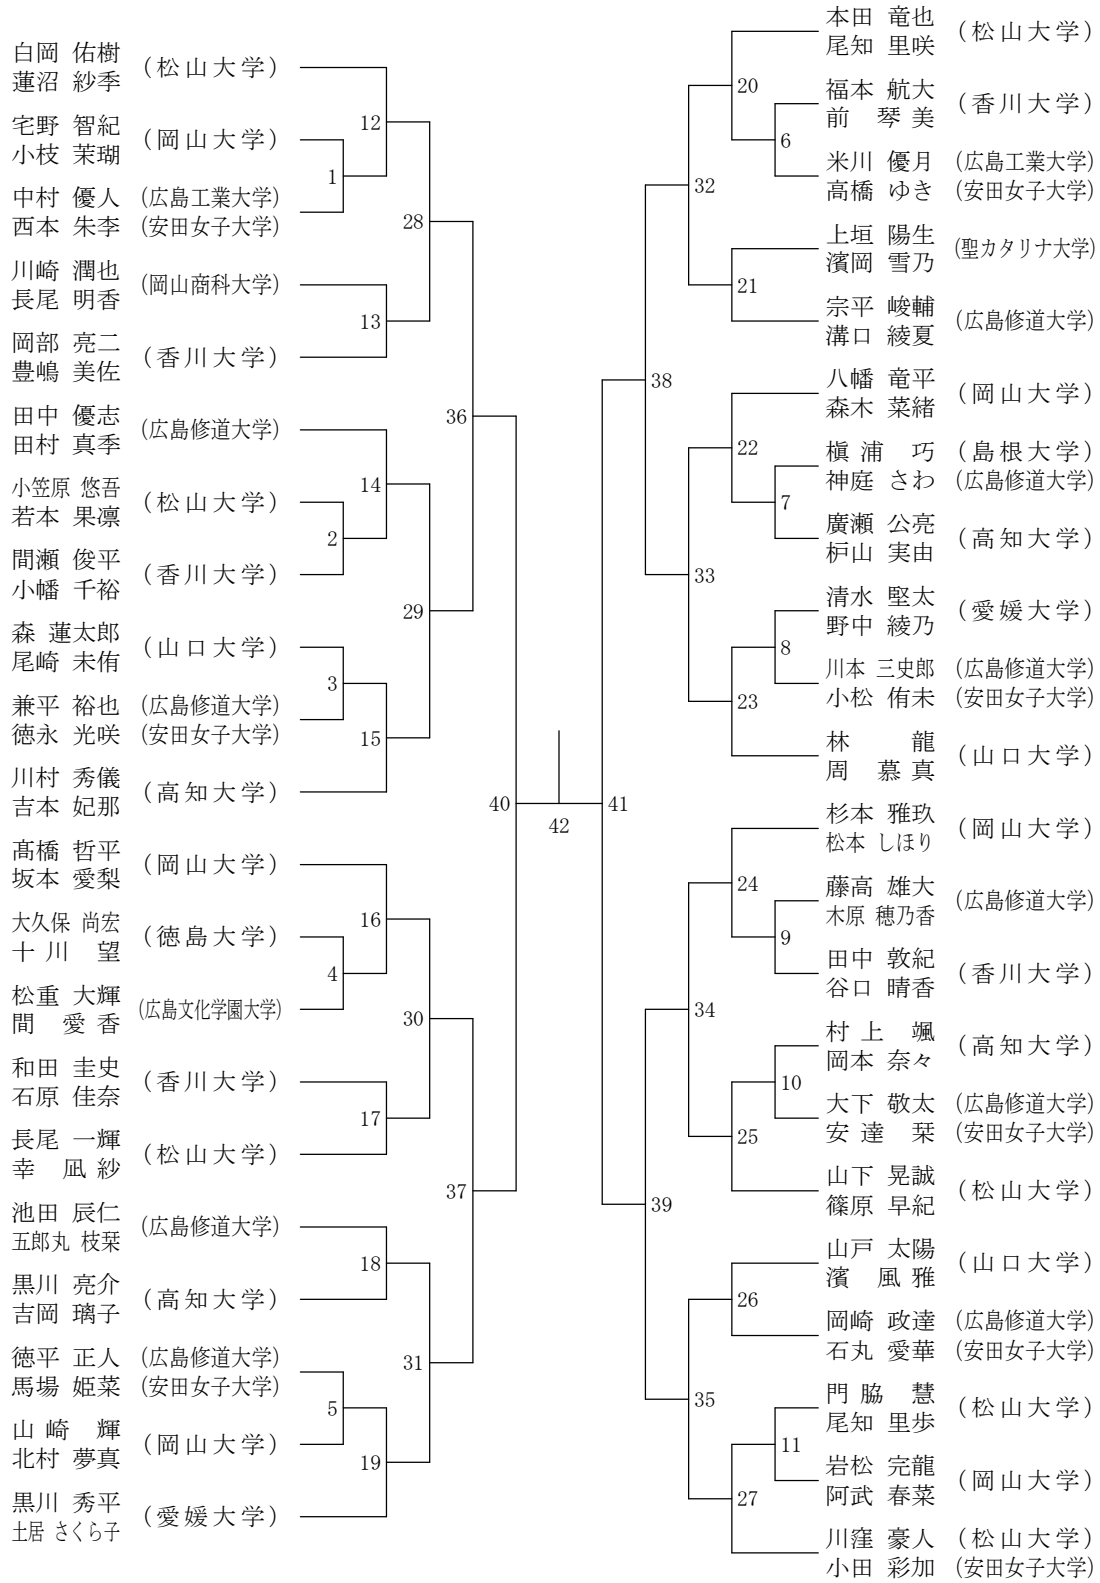 白岡 佑樹
蓮沼 紗季
(松山大学)
宅野 智紀
小枝 茉瑚
(岡山大学)
中村 優人 (広島工業大学)
西本 朱李 (安田女子大学)
川崎 潤也
長尾 明香
(岡山商科大学)
岡部 亮二
豊嶋 美佐
(香川大学)
田中 優志
田村 真季
(広島修道大学)
小笠原 悠吾
若本 果凛
(松山大学)
間瀬 俊平
小幡 千裕
(香川大学)
森 蓮太郎
尾崎 未侑
(山口大学)
兼平 裕也 (広島修道大学)
徳永 光咲 (安田女子大学)
川村 秀儀
吉本 妃那
(高知大学)
髙橋 哲平
坂本 愛梨
(岡山大学)
大久保 尚宏
十川 望
(徳島大学)
松重 大輝
間 愛香
(広島文化学園大学)
和田 圭史
石原 佳奈
(香川大学)
長尾 一輝
幸 凪紗
(松山大学)
池田 辰仁
五郎丸 枝栞
(広島修道大学)
黒川 亮介
吉岡 璃子
(高知大学)
徳平 正人 (広島修道大学)
馬場 姫菜 (安田女子大学)
山崎 輝
北村 夢真
(岡山大学)
黒川 秀平
土居 さくら子
(愛媛大学)
1
2
3
4
5
12
13
14
15
16
17
18
19
28
29
30
31
36
37
40
42
41
38
39
32
33
34
35
20
21
22
23
24
25
26
27
6
7
8
9
10
11
本田 竜也
尾知 里咲
(松山大学)
福本 航大
前 琴美
(香川大学)
米川 優月 (広島工業大学)
高橋 ゆき (安田女子大学)
上垣 陽生
濱岡 雪乃
(聖カタリナ大学)
宗平 峻輔
溝口 綾夏
(広島修道大学)
八幡 竜平
森木 菜緒
(岡山大学)
槇浦 巧 (島根大学)
神庭 さわ (広島修道大学)
廣瀬 公亮
枦山 実由
(高知大学)
清水 堅太
野中 綾乃
(愛媛大学)
川本 三史郎 (広島修道大学)
小松 侑未 (安田女子大学)
林 龍
周 慕真
(山口大学)
杉本 雅玖
松本 しほり
(岡山大学)
藤高 雄大
木原 穂乃香
(広島修道大学)
田中 敦紀
谷口 晴香
(香川大学)
村上 颯
岡本 奈々
(高知大学)
大下 敬太 (広島修道大学)
安達 栞 (安田女子大学)
山下 晃誠
篠原 早紀
(松山大学)
山戸 太陽
濱 風雅
(山口大学)
岡崎 政達 (広島修道大学)
石丸 愛華 (安田女子大学)
門脇 慧
尾知 里歩
(松山大学)
岩松 完龍
阿武 春菜
(岡山大学)
川窪 豪人 (松山大学)
小田 彩加 (安田女子大学)